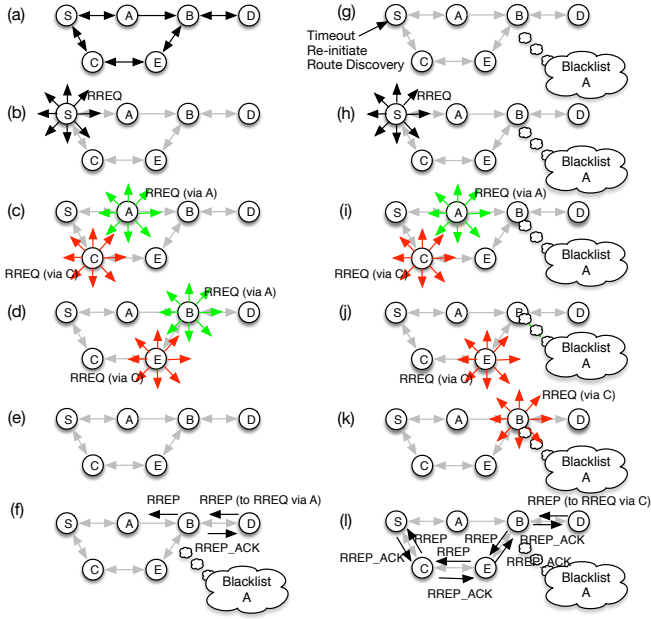 (a)
S
A
B
D
C
E
(b)
S
RREQ
A
B
D
C
E
(c)
RREQ (via A)
S
A
B
D
C
E
RREQ (via C)
(d)
RREQ (via A)
S
A
B
D
C
E
RREQ (via C)
(e)
S
A
B
D
C
E
(f)
RREP
RREP (to RREQ via A)
S
A
B
D
RREP_ACK
C
E
Blacklist
A
(g)
S
A
B
D
Timeout
Re-initiate
Route Discovery
C
E
Blacklist
A
(h)
S
RREQ
A
B
D
C
E
Blacklist
A
(i)
RREQ (via A)
S
A
B
D
C
E
RREQ (via C)
Blacklist
A
(j)
S
A
B
D
C
E
RREQ (via C)
Blacklist
A
(k)
RREQ (via C)
S
A
B
D
C
E
Blacklist
A
(l)
RREP (to RREQ via C)
S
A
B
D
RREP
RREP
RREP_ACK
RREP_ACK
RREP
RREP_ACK
C
E
RREP_ACK
Blacklist
A